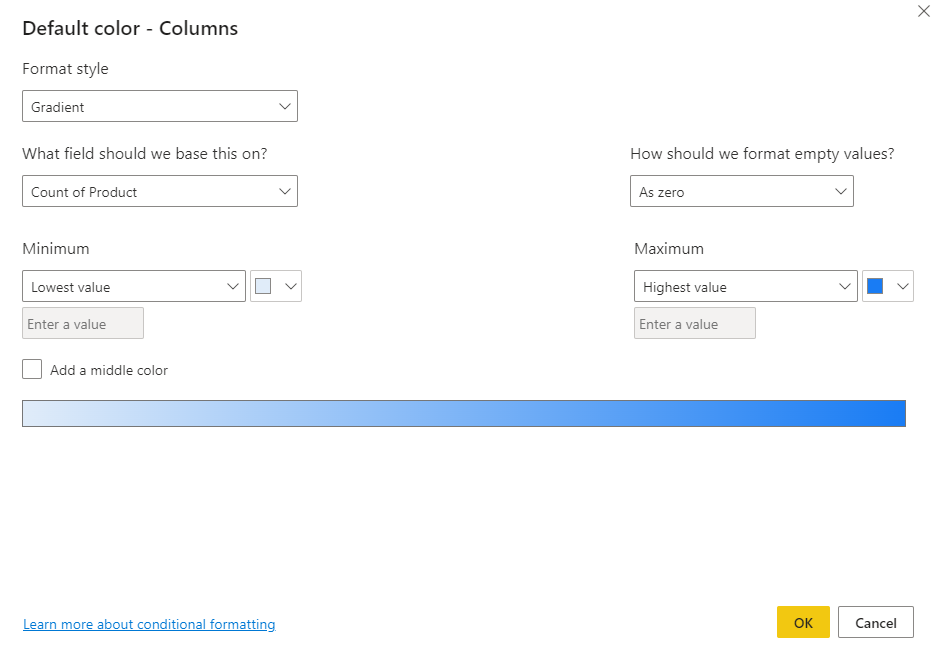 Default color - Columns
Format style
Gradient
What field should we base this on?
How should we format empty values?
Count of Product
As zero
Minimum
Maximum
Lowest value
Highest value
Enter a value
Enter a value
Add a middle color
Learn more about conditional formatting
OK
Cancel